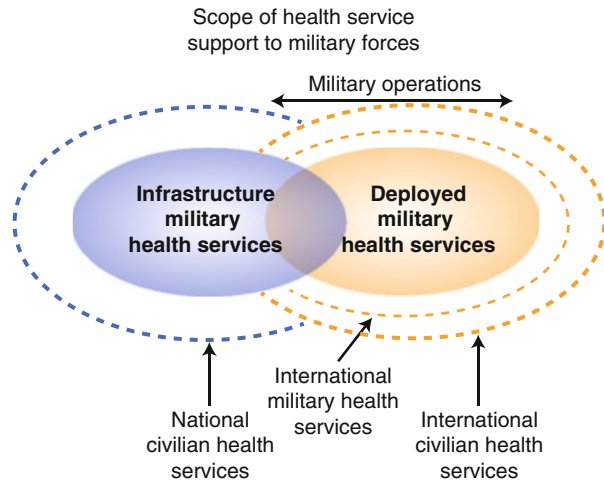 Scope of health service
support to military forces
Military operations
Infrastructure
military
health services
Deployed
military
health services
International
military health
services
National
civilian health
services
International
civilian health
services